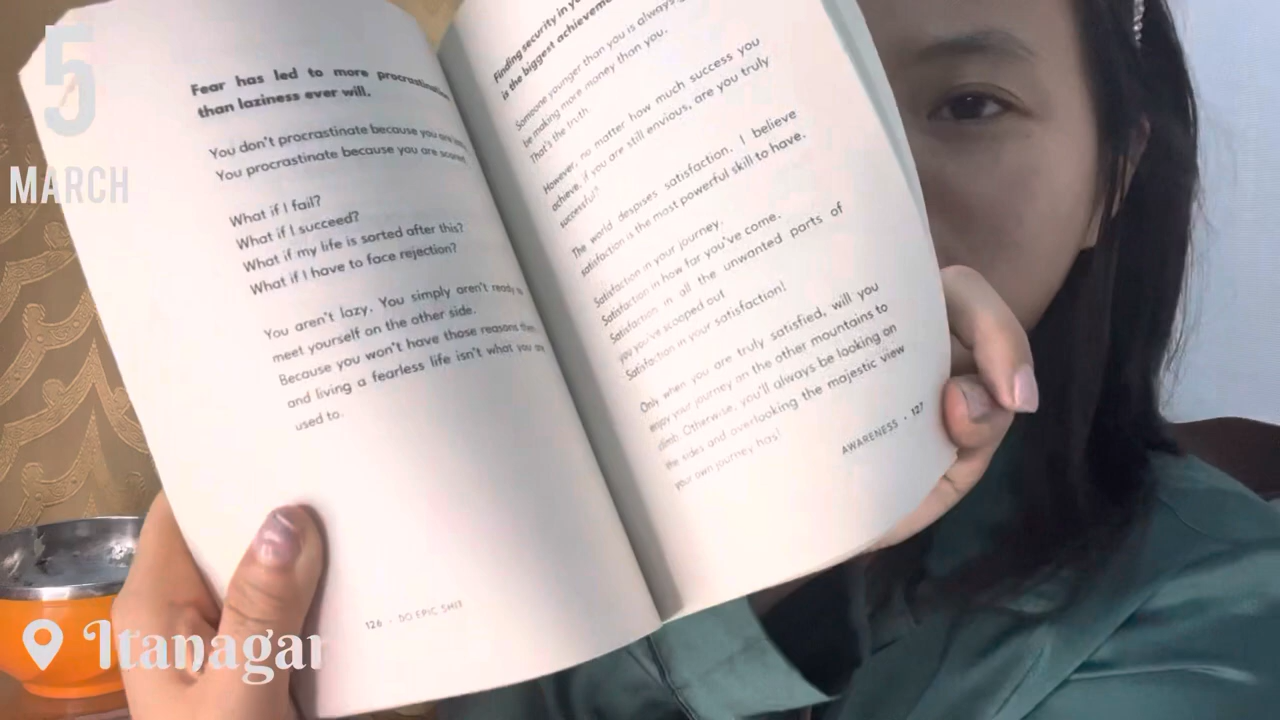 5
MARCH
Fear has led to more procrastination
than laziness ever will.
You don't procrastinate because you are lazy.
You procrastinate because you are scared.
What if I fail?
What if I succeed?
What if my life is sorted after this?
What if I have to face rejection?
You aren't lazy. You simply aren't ready to
meet yourself on the other side.
Because you won't have those reasons then
and living a fearless life isn't what you are
used to.
126 • DO EPIC SHIT
Finding security in
is the biggest
Someone younger than you is always
be making more money than you.
That's the truth.
However, no matter how much success you
achieve, if you are still envious, are you truly
successful?
The world despises satisfaction. I believe
satisfaction is the most powerful skill to have.
Satisfaction in your journey.
Satisfaction in how far you've come.
Satisfaction in all the unwanted parts of
you you've scooped out
Satisfaction in your satisfaction!
Only when you are truly satisfied, will you
enjoy your journey on the other mountains to
climb. Otherwise, you'll always be looking on
the sides and overlooking the majestic view
your own journey has!
AWARENESS • 127
Itanagar